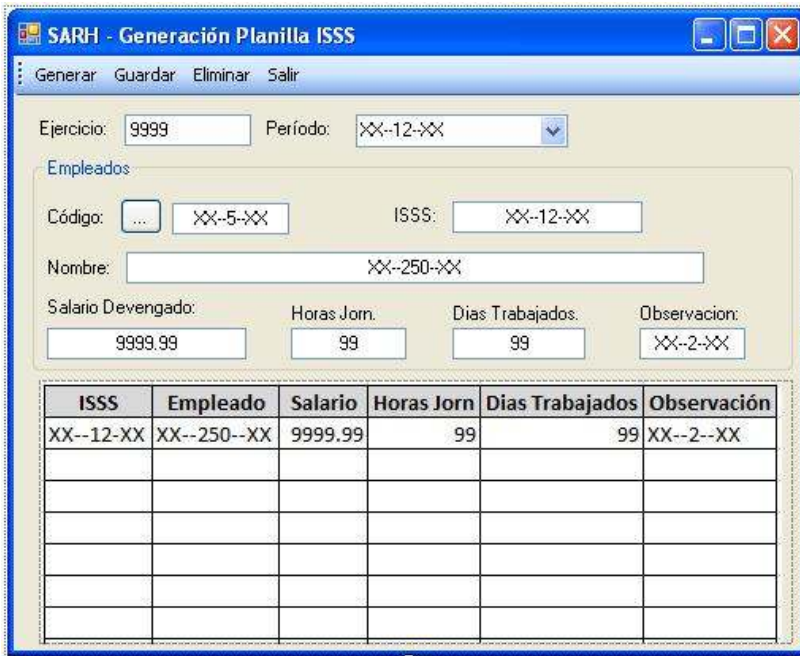 SARH - Generación Planilla ISSS
Generar Guardar Eliminar Salir
Ejercicio: 9999 Período: XX--12--XX
Empleados
Código: ... XX--5--XX ISSS: XX--12--XX
Nombre: XX--250--XX
Salario Devengado: Horas Jorn. Dias Trabajados. Observacion:
9999.99 99 99 XX--2--XX
ISSS Empleado Salario Horas Jorn Dias Trabajados Observación
XX--12-XX XX--250--XX 9999.99 99 99 XX--2--XX